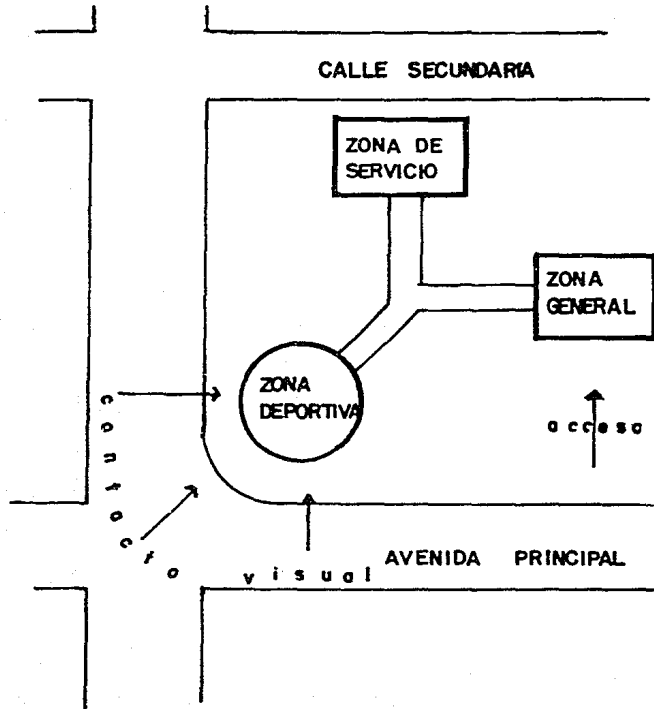 CALLE SECUNDARIA
ZONA DE
SERVICIO
ZONA
GENERAL
ZONA
DEPORTIVA
acceso
contacto visual
AVENIDA PRINCIPAL